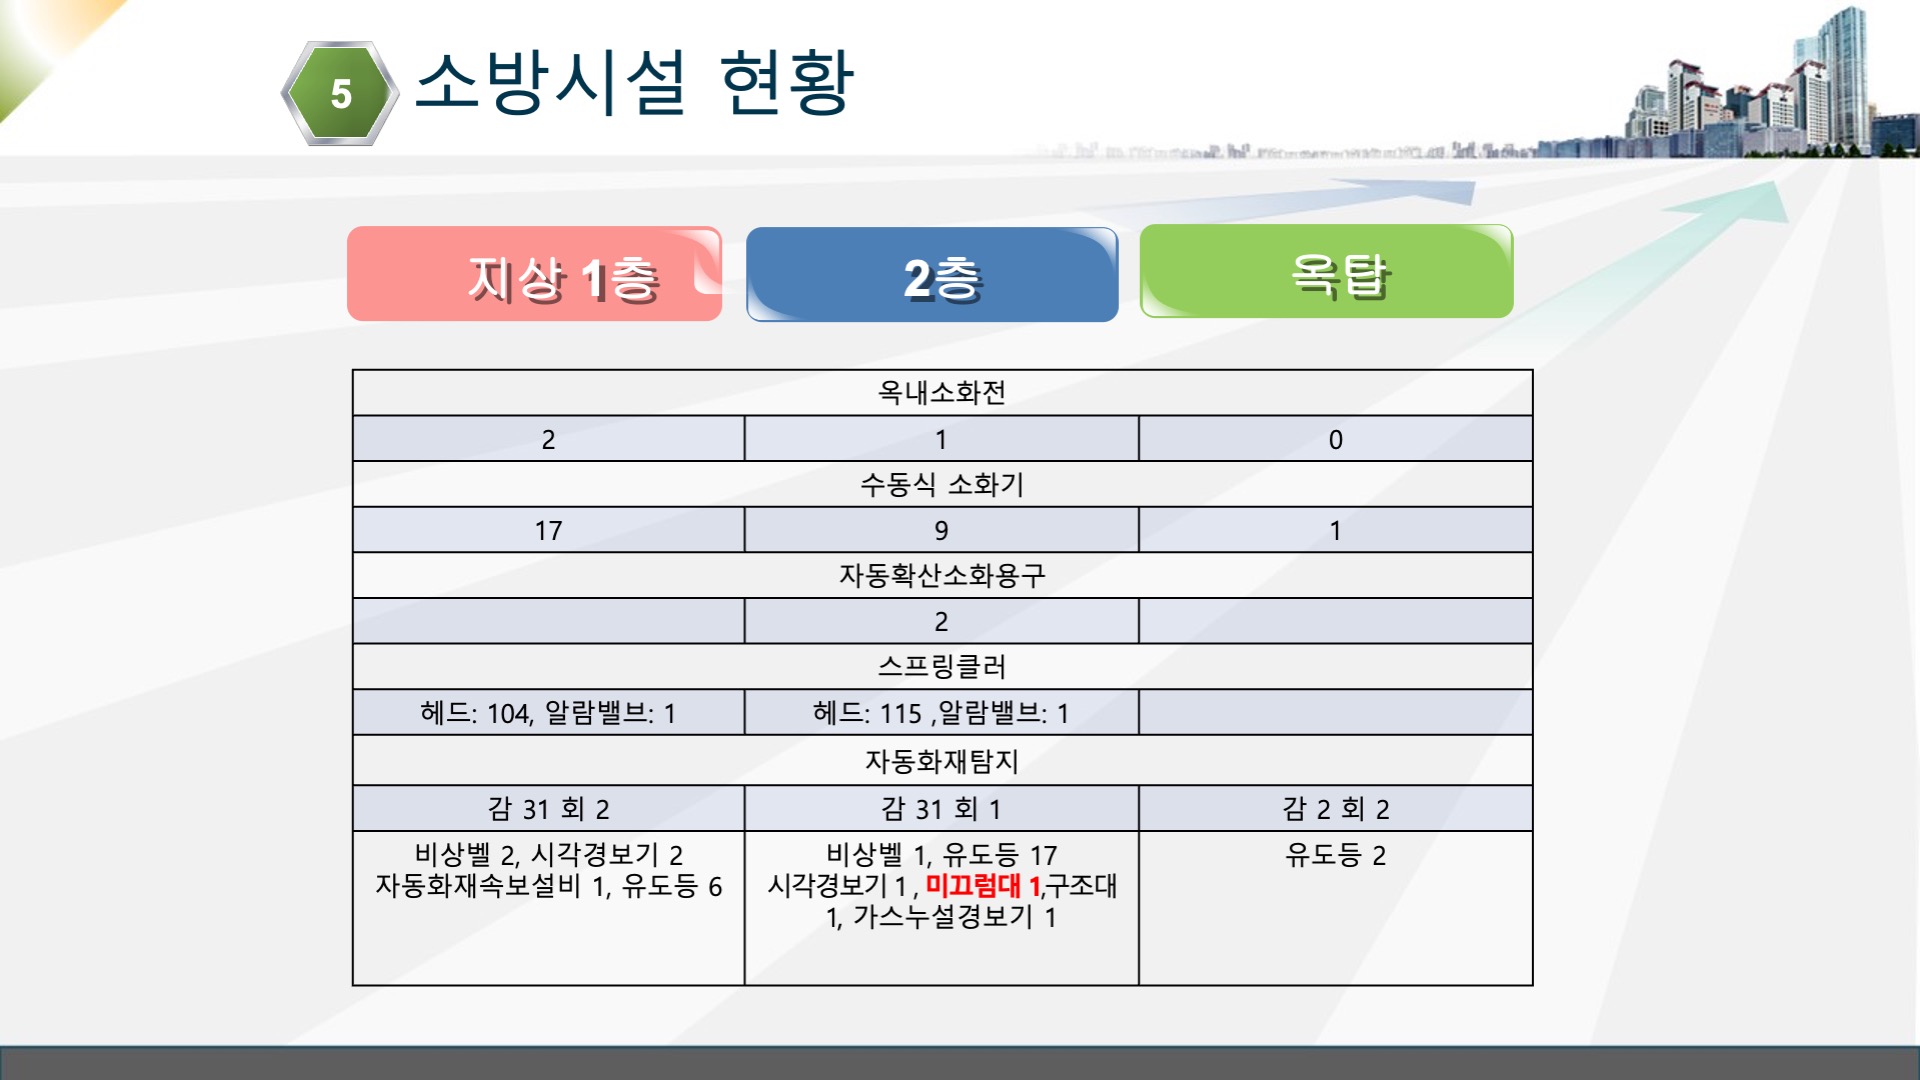 5 소방시설 현황
지상 1층 2층 옥탑
옥내소화전
2 1 0
수동식 소화기
17 9 1
자동확산소화용구
2
스프링클러
헤드: 104, 알람밸브: 1 헤드: 115 ,알람밸브: 1
자동화재탐지
감 31 회 2 감 31 회 1 감 2 회 2
비상벨 2, 시각경보기 2
자동화재속보설비 1, 유도등 6
비상벨 1, 유도등 17
시각경보기 1 , 미끄럼대 1,구조대
1, 가스누설경보기 1
유도등 2